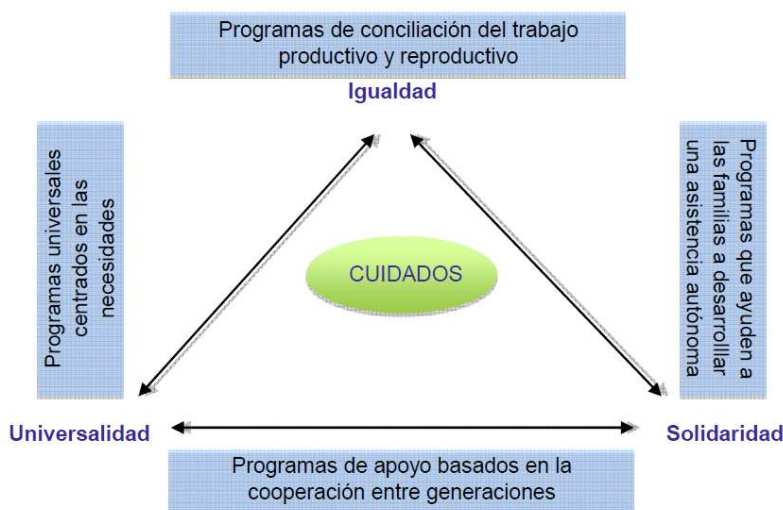 Programas de conciliación del trabajo
productivo y reproductivo
Igualdad
Programas universales
centrados en las
necesidades
Programas que ayuden a
las familias a desarrolllar
una asistencia autónoma
CUIDADOS
Universalidad
Solidaridad
Programas de apoyo basados en la
cooperación entre generaciones